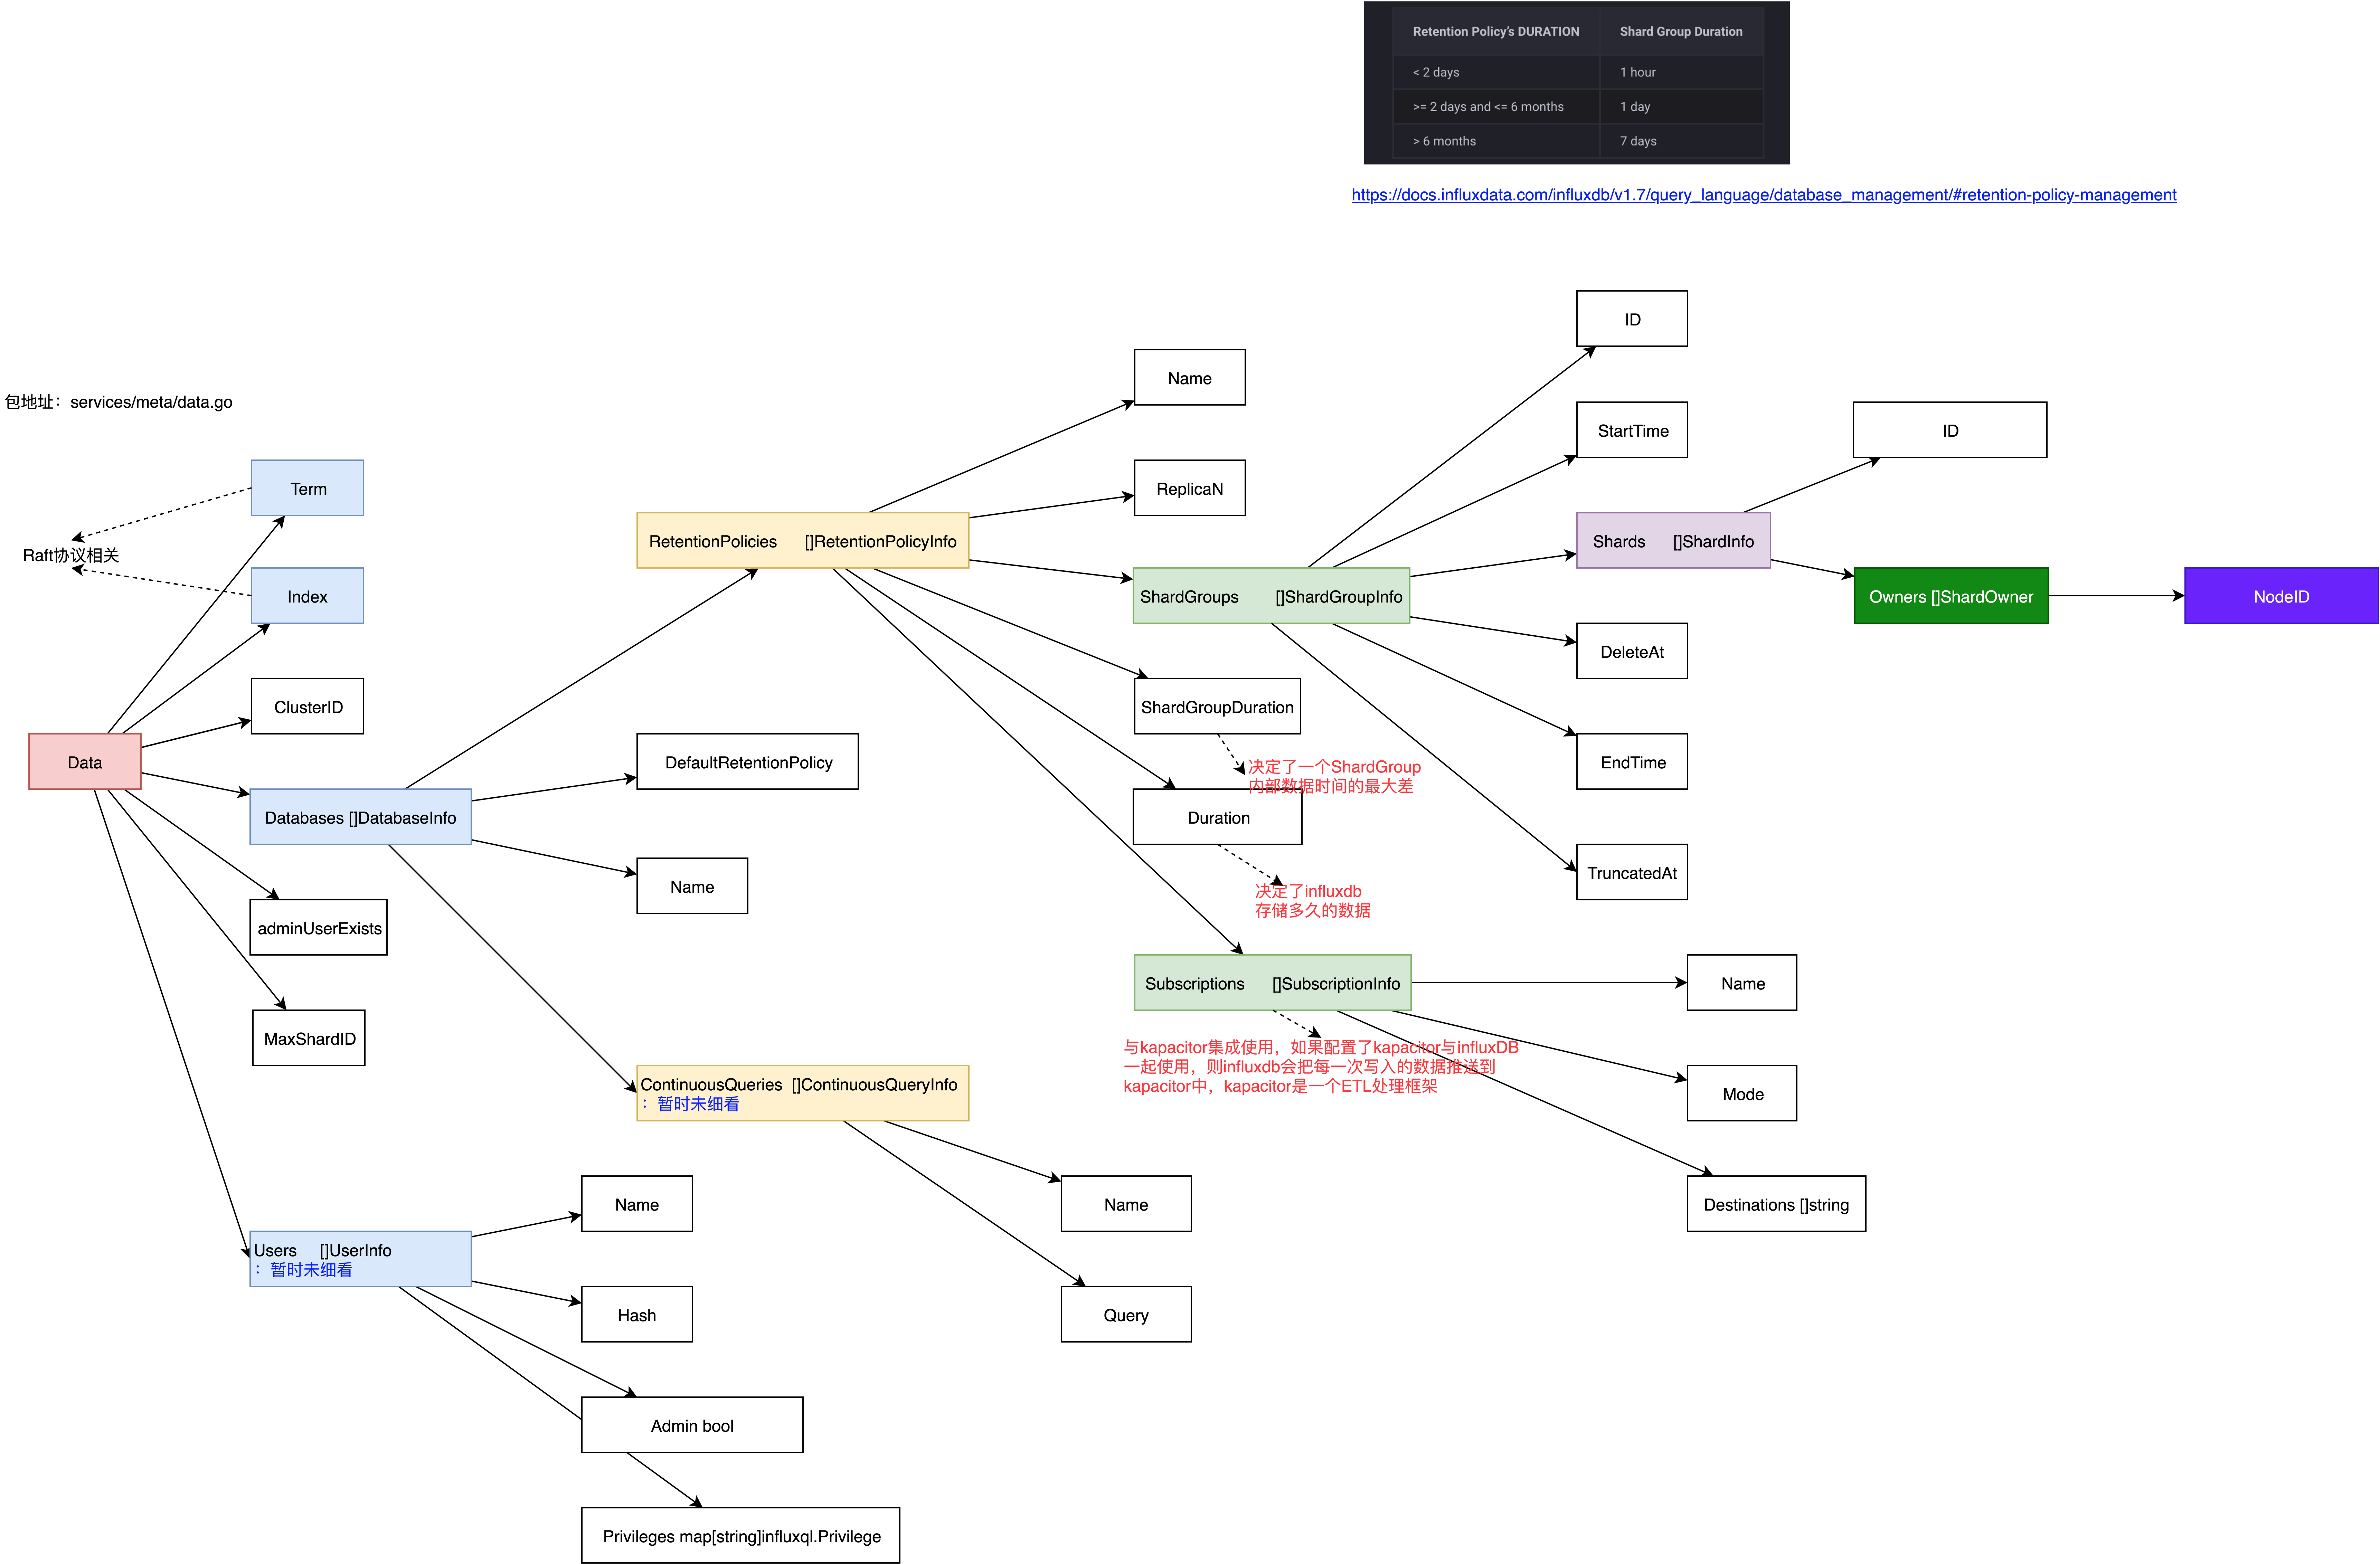 Retention Policy's DURATION Shard Group Duration
< 2 days 1 hour
>= 2 days and <= 6 months 1 day
> 6 months 7 days
https://docs.influxdata.com/influxdb/v1.7/query_language/database_management/#retention-policy-management
包地址：services/meta/data.go
Term
Raft协议相关
Index
ClusterID
Data
Databases []DatabaseInfo
adminUserExists
MaxShardID
Users []UserInfo
：暂时未细看
RetentionPolicies []RetentionPolicyInfo
DefaultRetentionPolicy
Name
ContinuousQueries []ContinuousQueryInfo
：暂时未细看
Name
Hash
Admin bool
Privileges map[string]influxql.Privilege
Name
ReplicaN
ShardGroups []ShardGroupInfo
ShardGroupDuration
决定了一个ShardGroup
内部数据时间的最大差
Duration
决定了influxdb
存储多久的数据
Subscriptions []SubscriptionInfo
与kapacitor集成使用，如果配置了kapacitor与influxDB
一起使用，则influxdb会把每一次写入的数据推送到
kapacitor中，kapacitor是一个ETL处理框架
Name
Query
ID
StartTime
Shards []ShardInfo
DeleteAt
EndTime
TruncatedAt
Name
Mode
Destinations []string
ID
Owners []ShardOwner
NodeID